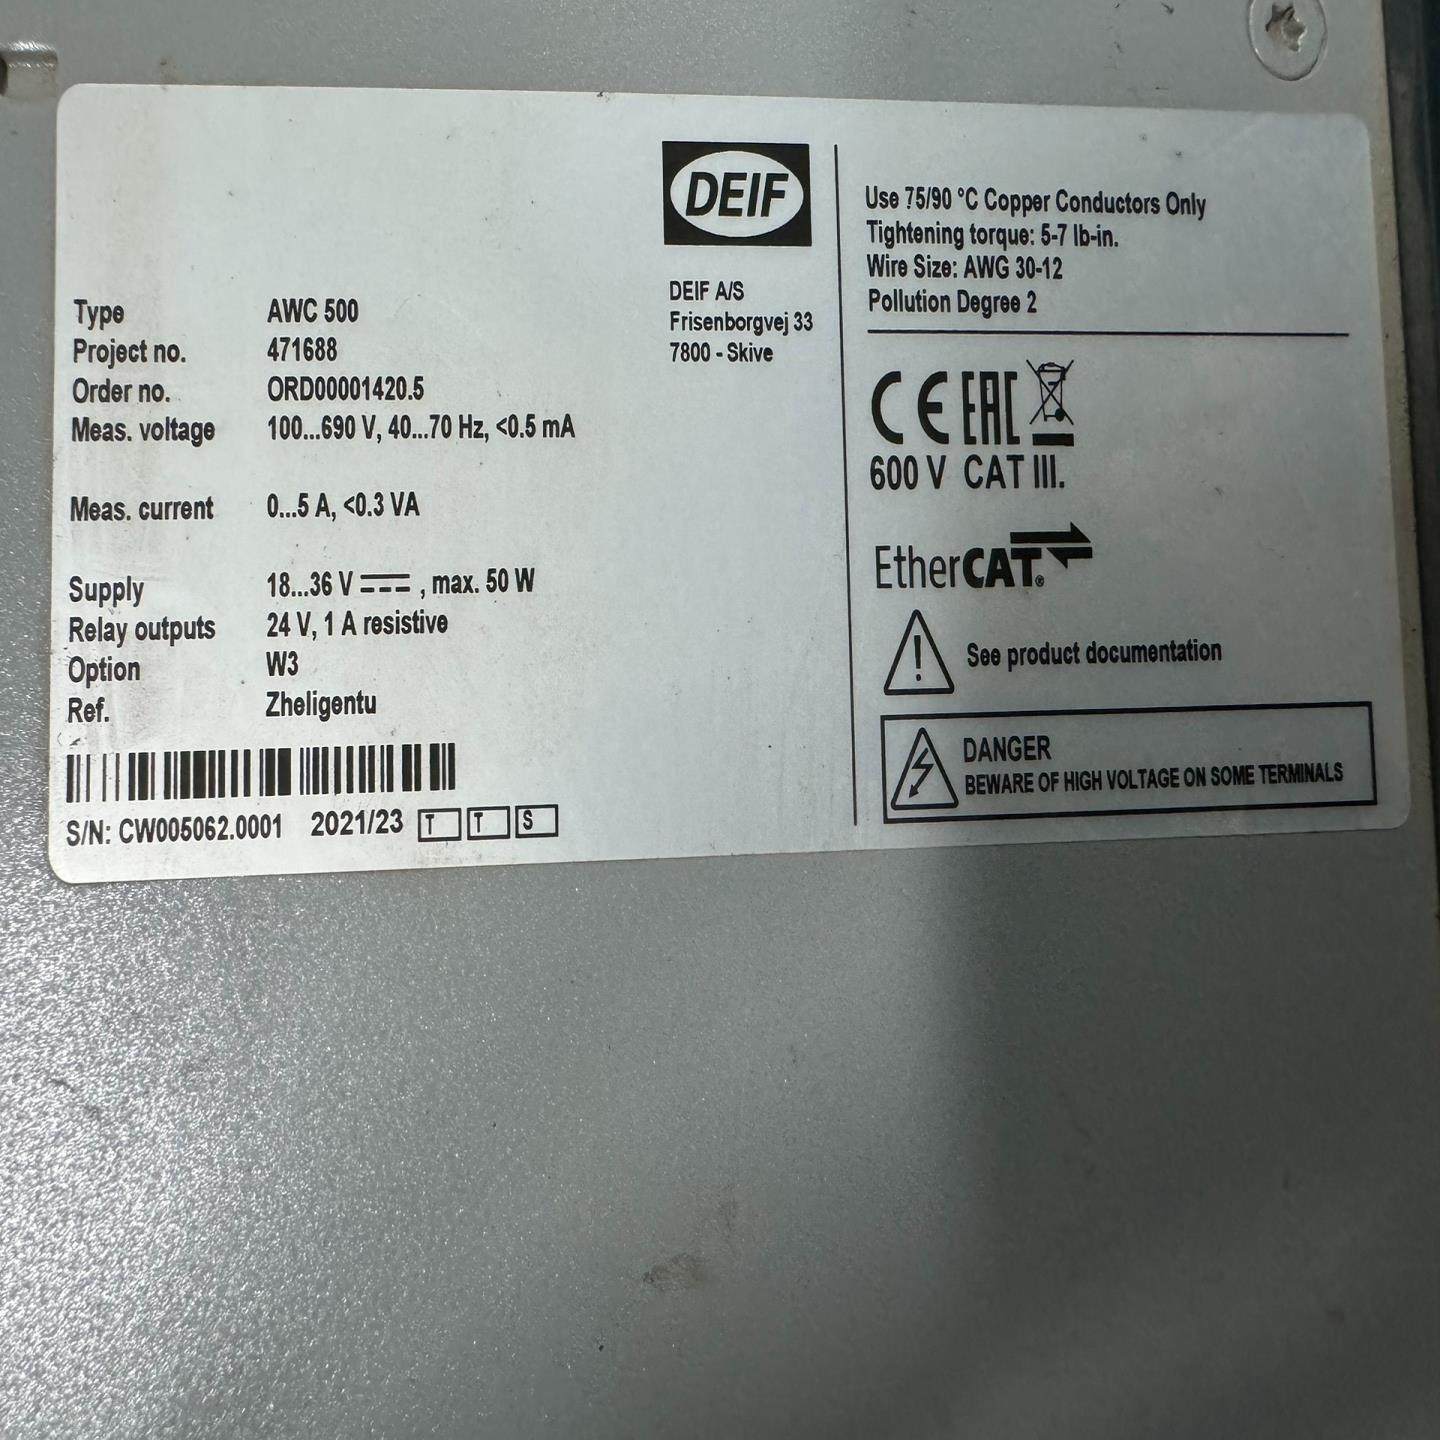 DEIF
DEIF A/S
Frisenborgvej 33
7800 - Skive
Type AWC 500
Project no. 471688
Order no. ORD00001420.5
Meas. voltage 100...690 V, 40...70 Hz, <0.5 mA
Meas. current 0...5 A, <0.3 VA
Supply 18...36 V ⎓ , max. 50 W
Relay outputs 24 V, 1 A resistive
Option W3
Ref. Zheligentu
S/N: CW005062.0001 2021/23 T T S
Use 75/90 °C Copper Conductors Only
Tightening torque: 5-7 lb-in.
Wire Size: AWG 30-12
Pollution Degree 2
CE EAC
600 V CAT III.
EtherCAT®
See product documentation
DANGER
BEWARE OF HIGH VOLTAGE ON SOME TERMINALS